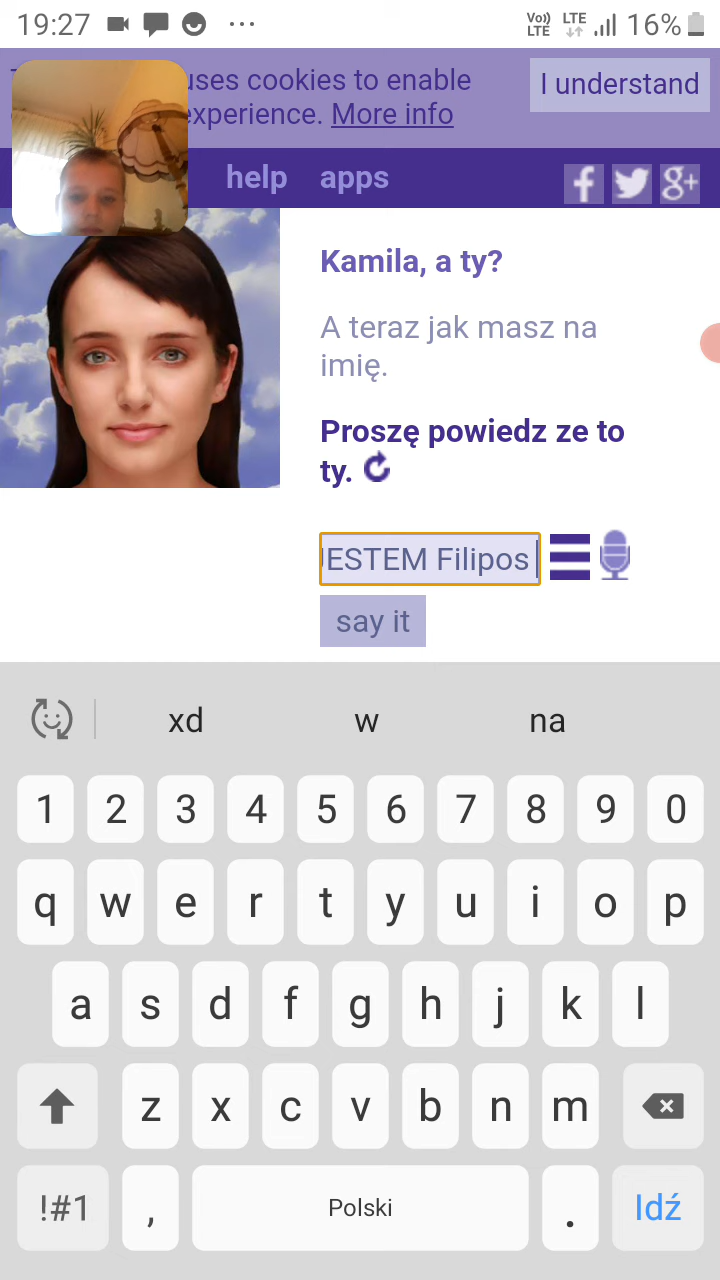 19:27 ... Vo)) LTE LTE 16%
uses cookies to enable
experience. More info
I understand
help apps f g+
Kamila, a ty?
A teraz jak masz na
imię.
Proszę powiedz ze to
ty.
JESTEM Filipos
say it
xd w na
1 2 3 4 5 6 7 8 9 0
q w e r t y u i o p
a s d f g h j k l
z x c v b n m
!#1 , Polski . Idź